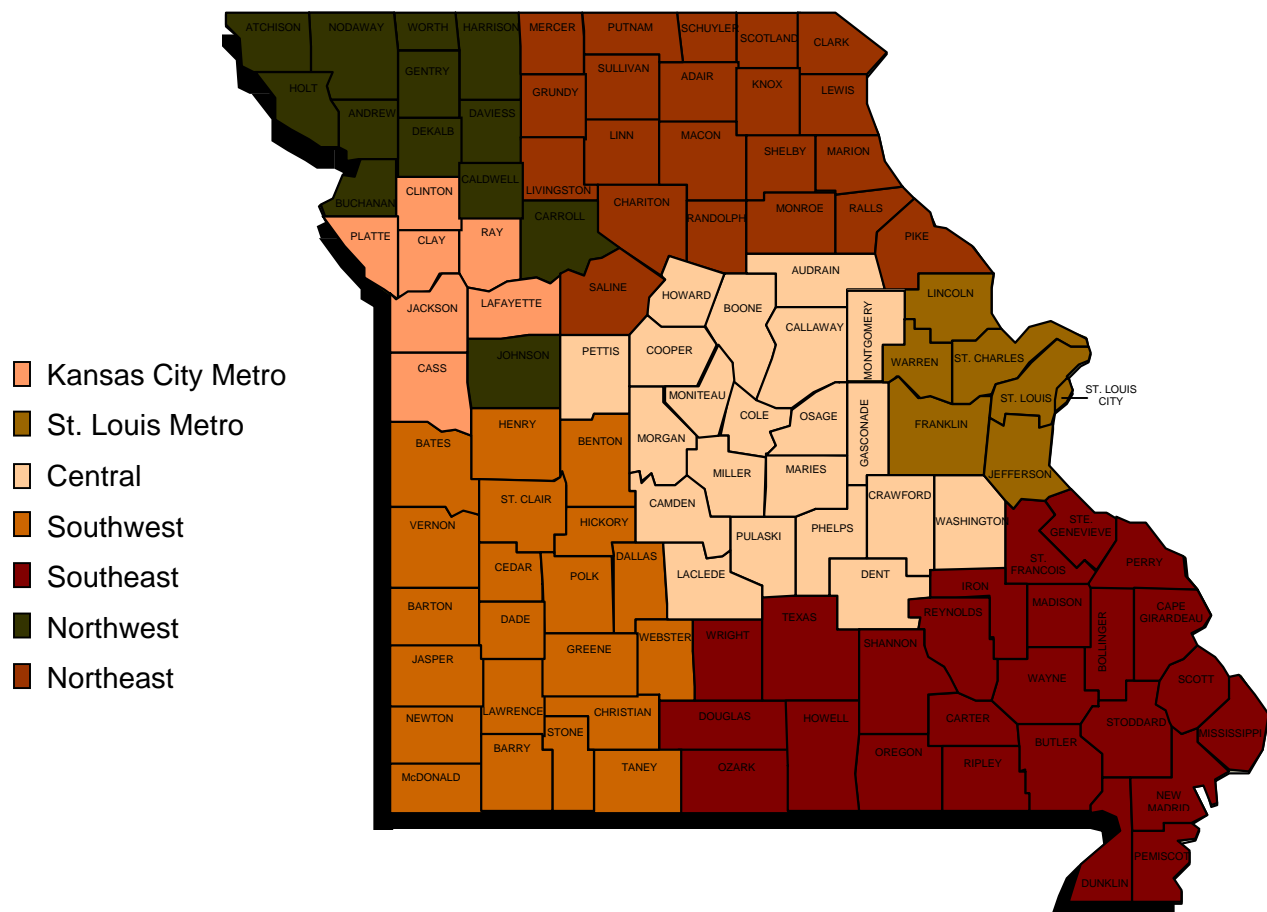 ATCHISON
NODAWAY
WORTH
HARRISON
MERCER
PUTNAM
SCHUYLER
SCOTLAND
CLARK
HOLT
GENTRY
GRUNDY
SULLIVAN
ADAIR
KNOX
LEWIS
ANDREW
DEKALB
DAVIESS
LINN
MACON
SHELBY
MARION
BUCHANAN
CLINTON
CALDWELL
LIVINGSTON
CARROLL
CHARITON
RANDOLPH
MONROE
RALLS
PIKE
PLATTE
CLAY
RAY
AUDRAIN
JACKSON
LAFAYETTE
SALINE
HOWARD
BOONE
CALLAWAY
MONTGOMERY
LINCOLN
WARREN
ST. CHARLES
ST. LOUIS
ST. LOUIS
CITY
CASS
JOHNSON
PETTIS
COOPER
MONITEAU
COLE
OSAGE
GASCONADE
FRANKLIN
JEFFERSON
Kansas City Metro
St. Louis Metro
Central
Southwest
Southeast
Northwest
Northeast
BATES
HENRY
BENTON
MORGAN
MILLER
MARIES
CRAWFORD
WASHINGTON
VERNON
ST. CLAIR
HICKORY
CAMDEN
PULASKI
PHELPS
DENT
STE.
GENEVIEVE
ST.
FRANCOIS
PERRY
CEDAR
POLK
DALLAS
LACLEDE
IRON
MADISON
BOLLINGER
CAPE
GIRARDEAU
BARTON
DADE
GREENE
WEBSTER
WRIGHT
TEXAS
SHANNON
REYNOLDS
WAYNE
SCOTT
JASPER
NEWTON
LAWRENCE
CHRISTIAN
STONE
DOUGLAS
HOWELL
CARTER
STODDARD
MISSISSIPPI
BARRY
TANEY
OZARK
OREGON
RIPLEY
BUTLER
McDONALD
NEW
MADRID
PEMISCOT
DUNKLIN